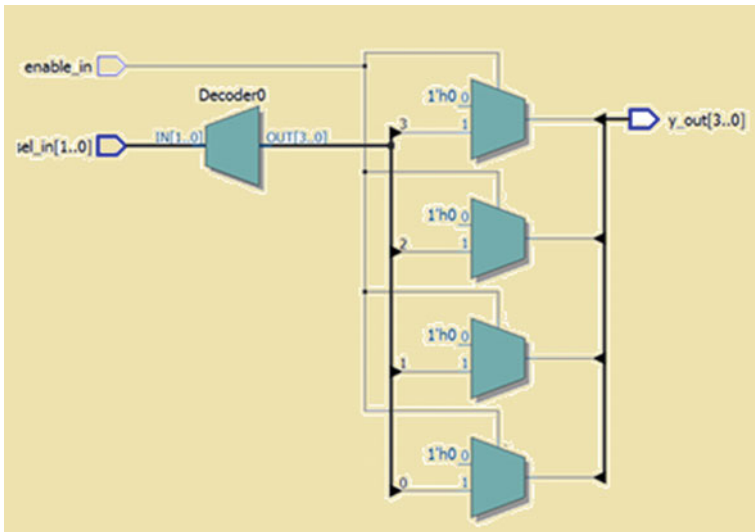 enable_in
Decoder0
sel_in[1..0]
IN[1..0]
OUT[3..0]
3
1'h0 0
1
y_out[3..0]
1'h0 0
2
1
1'h0 0
1
1
1'h0 0
0
1